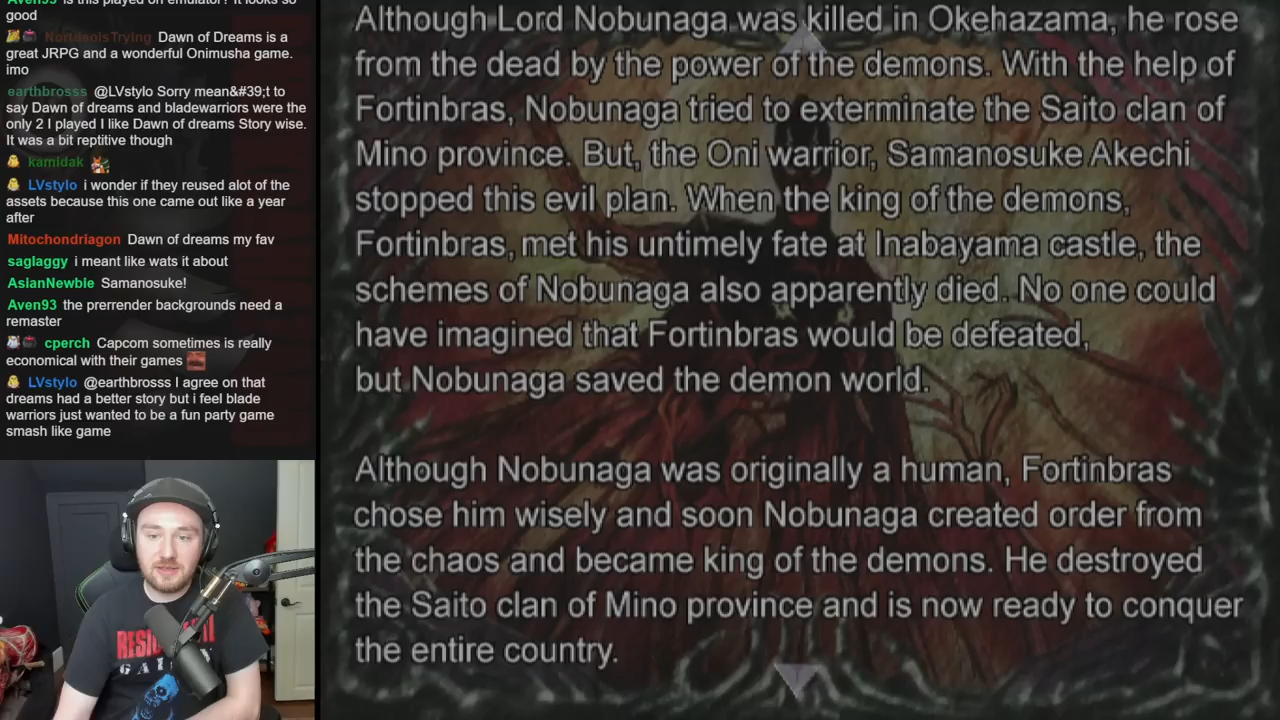 Aven93 is this played on emulator? It looks so
good
NortdsoIsTrying Dawn of Dreams is a
great JRPG and a wonderful Onimusha game.
imo
earthbrosss @LVstylo Sorry mean&#39;t to
say Dawn of dreams and bladewarriors were the
only 2 I played I like Dawn of dreams Story wise.
It was a bit reptitive though
kamidak
LVstylo i wonder if they reused alot of the
assets because this one came out like a year
after
Mitochondriagon Dawn of dreams my fav
saglaggy i meant like wats it about
AsianNewbie Samanosuke!
Aven93 the prerrender backgrounds need a
remaster
cperch Capcom sometimes is really
economical with their games
LVstylo @earthbrosss I agree on that
dreams had a better story but i feel blade
warriors just wanted to be a fun party game
smash like game
Although Lord Nobunaga was killed in Okehazama, he rose
from the dead by the power of the demons. With the help of
Fortinbras, Nobunaga tried to exterminate the Saito clan of
Mino province. But, the Oni warrior, Samanosuke Akechi
stopped this evil plan. When the king of the demons,
Fortinbras, met his untimely fate at Inabayama castle, the
schemes of Nobunaga also apparently died. No one could
have imagined that Fortinbras would be defeated,
but Nobunaga saved the demon world.
Although Nobunaga was originally a human, Fortinbras
chose him wisely and soon Nobunaga created order from
the chaos and became king of the demons. He destroyed
the Saito clan of Mino province and is now ready to conquer
the entire country.